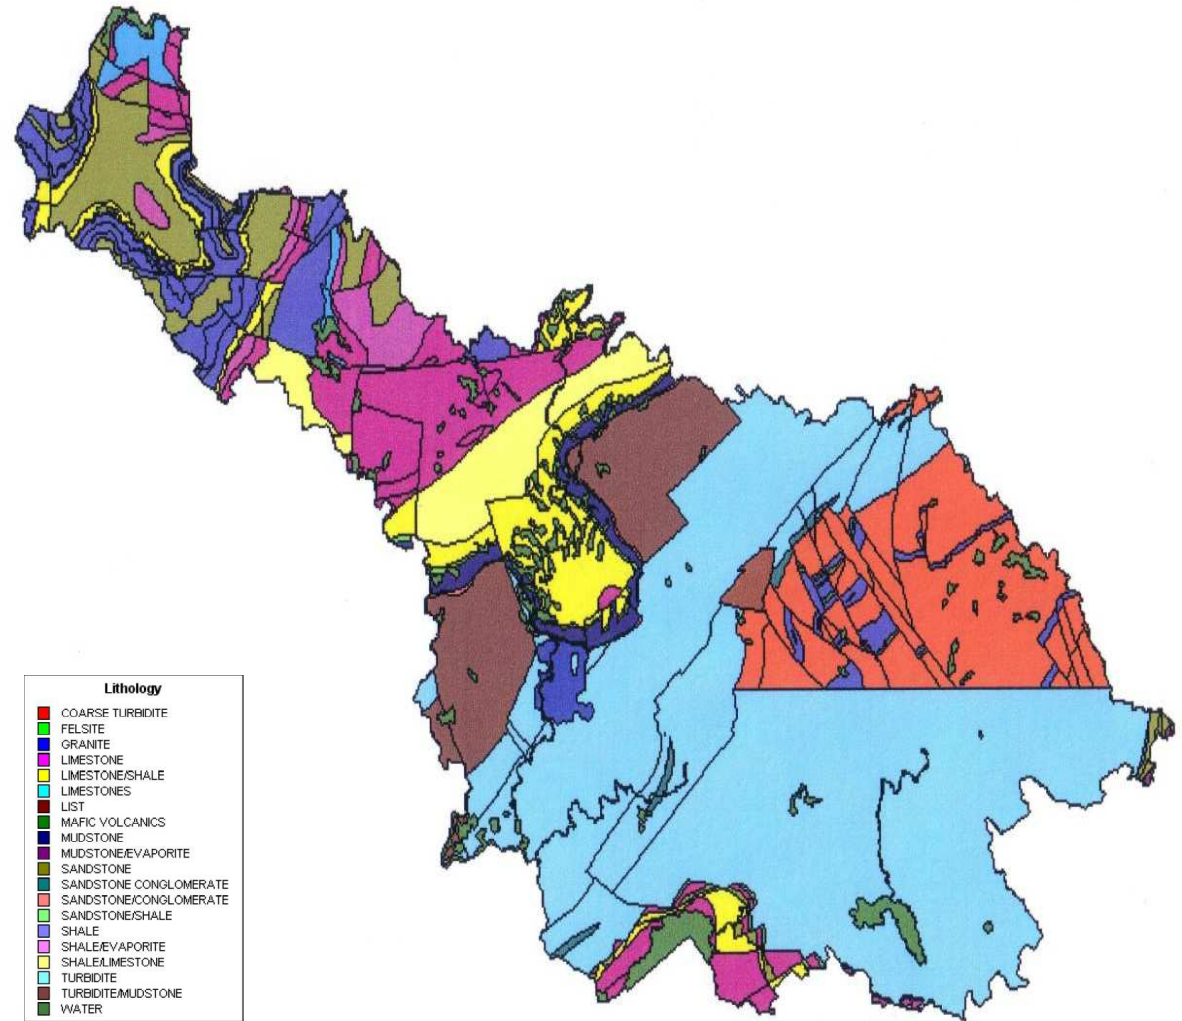 Lithology
COARSE TURBIDITE
FELSITE
GRANITE
LIMESTONE
LIMESTONE/SHALE
LIMESTONES
LIST
MAFIC VOLCANICS
MUDSTONE
MUDSTONE/EVAPORITE
SANDSTONE
SANDSTONE CONGLOMERATE
SANDSTONE/CONGLOMERATE
SANDSTONE/SHALE
SHALE
SHALE/EVAPORITE
SHALE/LIMESTONE
TURBIDITE
TURBIDITE/MUDSTONE
WATER